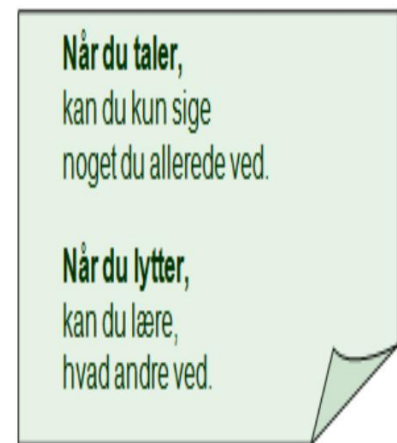 Når du taler,
kan du kun sige
noget du allerede ved.
Når du lytter,
kan du lære,
hvad andre ved.